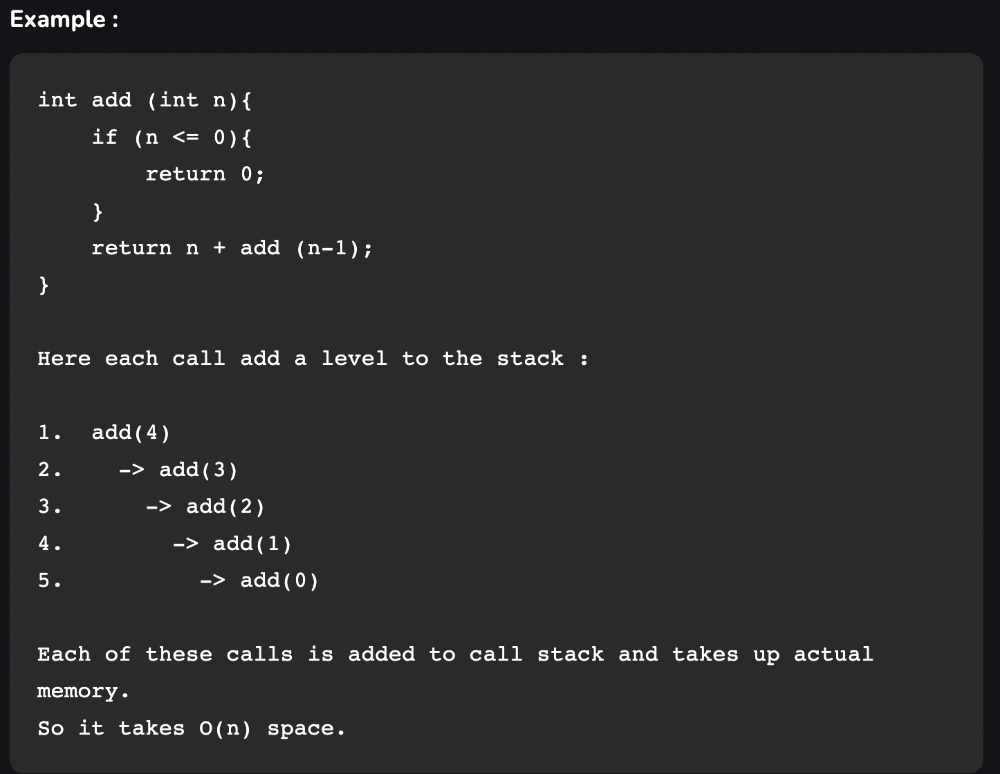 Example :
int add (int n){
    if (n <= 0){
        return 0;
    }
    return n + add (n-1);
}
Here each call add a level to the stack :
1.  add(4)
2.    -> add(3)
3.      -> add(2)
4.        -> add(1)
5.          -> add(0)
Each of these calls is added to call stack and takes up actual
memory.
So it takes O(n) space.